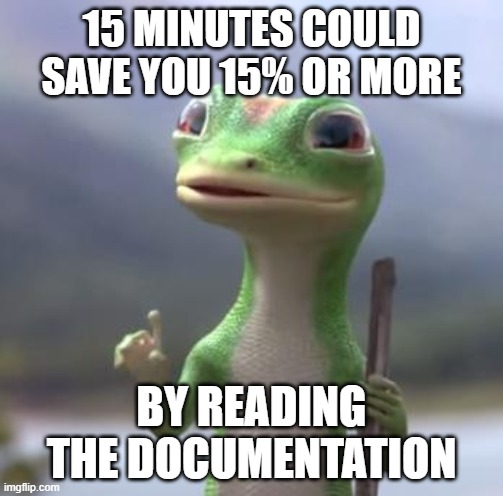 15 MINUTES COULD
SAVE YOU 15% OR MORE
BY READING
THE DOCUMENTATION
imgflip.com